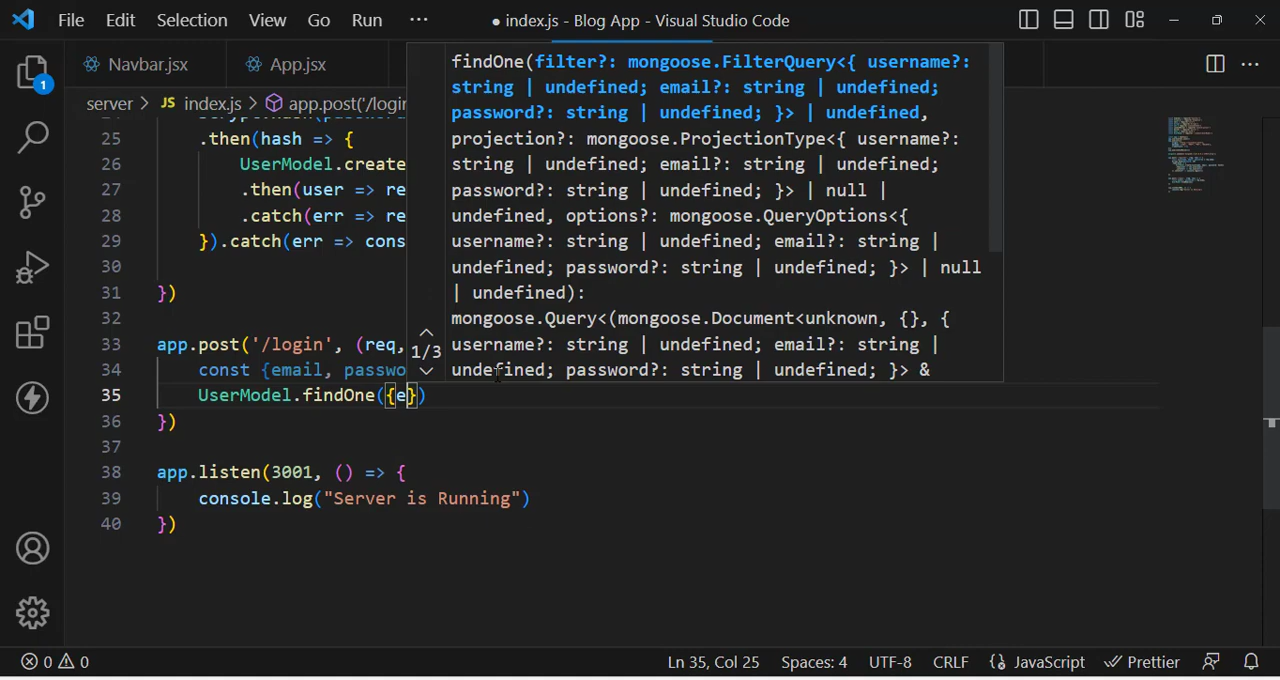 File Edit Selection View Go Run ··· ● index.js - Blog App - Visual Studio Code
1
Navbar.jsx App.jsx ···
server > JS index.js > app.post('/login
25 .then(hash => {
26 UserModel.create
27 .then(user => re
28 .catch(err => re
29 }).catch(err => cons
30
31 })
32
33 app.post('/login', (req,
34 const {email, passwo
35 UserModel.findOne({e})
36 })
37
38 app.listen(3001, () => {
39 console.log("Server is Running")
40 })
1/3
findOne(filter?: mongoose.FilterQuery<{ username?:
string | undefined; email?: string | undefined;
password?: string | undefined; }> | undefined,
projection?: mongoose.ProjectionType<{ username?:
string | undefined; email?: string | undefined;
password?: string | undefined; }> | null |
undefined, options?: mongoose.QueryOptions<{
username?: string | undefined; email?: string |
undefined; password?: string | undefined; }> | null
| undefined):
mongoose.Query<(mongoose.Document<unknown, {}, {
username?: string | undefined; email?: string |
undefined; password?: string | undefined; }> &
0 0 Ln 35, Col 25 Spaces: 4 UTF-8 CRLF {} JavaScript Prettier